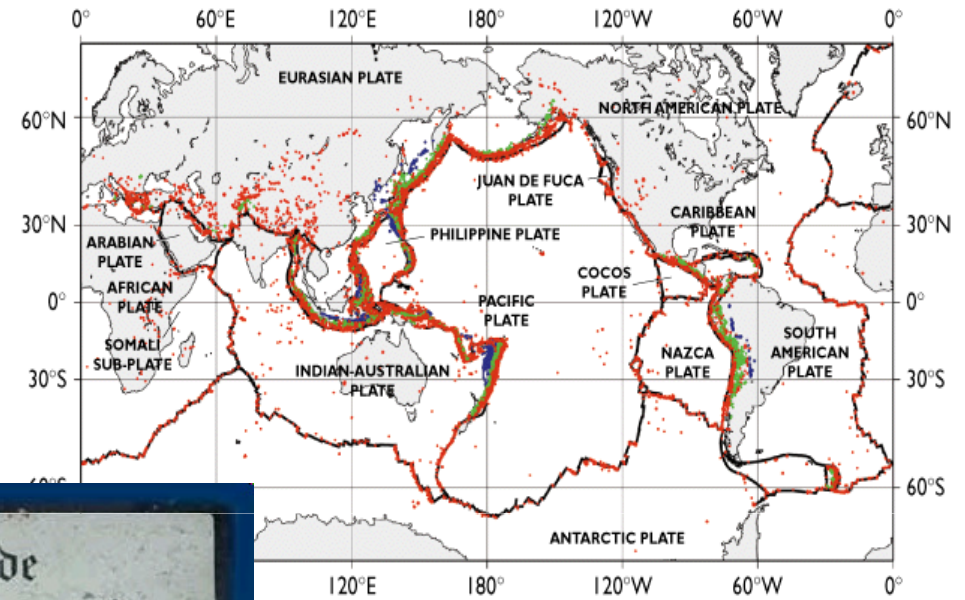 0° 60°E 120°E 180° 120°W 60°W 0°
EURASIAN PLATE
NORTH AMERICAN PLATE
60°N 60°N
JUAN DE FUCA
PLATE
CARIBBEAN
PLATE
30°N 30°N
PHILIPPINE PLATE
ARABIAN
PLATE
COCOS
PLATE
AFRICAN
PLATE
0° 0°
PACIFIC
PLATE
SOMALI
SUB-PLATE
NAZCA
PLATE
SOUTH
AMERICAN
PLATE
INDIAN-AUSTRALIAN
PLATE
30°S 30°S
60°S 60°S
ANTARCTIC PLATE
de
120°E 180° 120°W 60°W 0°